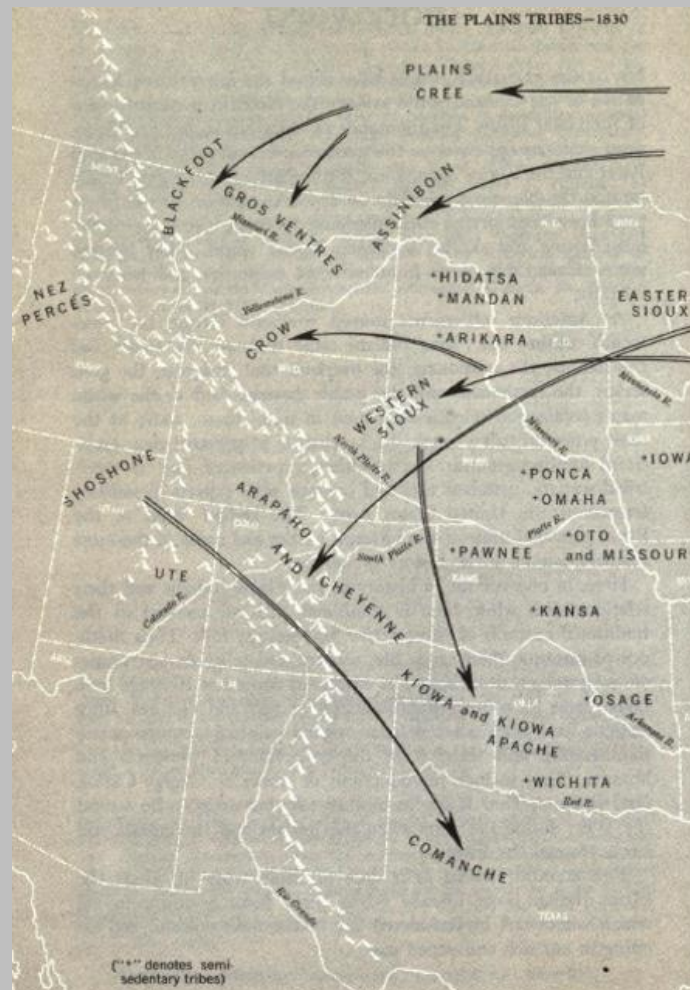 THE PLAINS TRIBES—1830
PLAINS
CREE
BLACKFOOT
GROS VENTRES
ASSINIBOIN
MONT.
N.D.
Missouri R.
NEZ
PERCÉS
Yellowstone R.
*HIDATSA
*MANDAN
EASTERN
SIOUX
CROW
*ARIKARA
WESTERN
SIOUX
Minnesota R.
Missouri R.
North Platte R.
SHOSHONE
*IOWA
*PONCA
*OMAHA
ARAPAHO
AND CHEYENNE
Platte R.
South Platte R.
*PAWNEE
*OTO
and MISSOUR
UTE
Colorado R.
*KANSA
KIOWA and KIOWA
APACHE
*OSAGE
Arkansas R.
*WICHITA
Red R.
COMANCHE
Rio Grande
TEXAS
("*" denotes semi-
sedentary tribes)